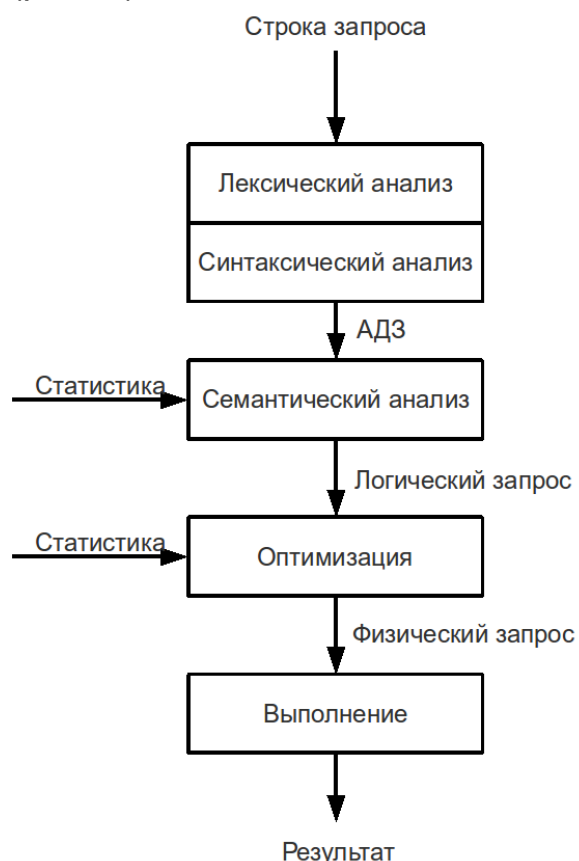 Строка запроса
Лексический анализ
Синтаксический анализ
АДЗ
Статистика
Семантический анализ
Логический запрос
Статистика
Оптимизация
Физический запрос
Выполнение
Результат